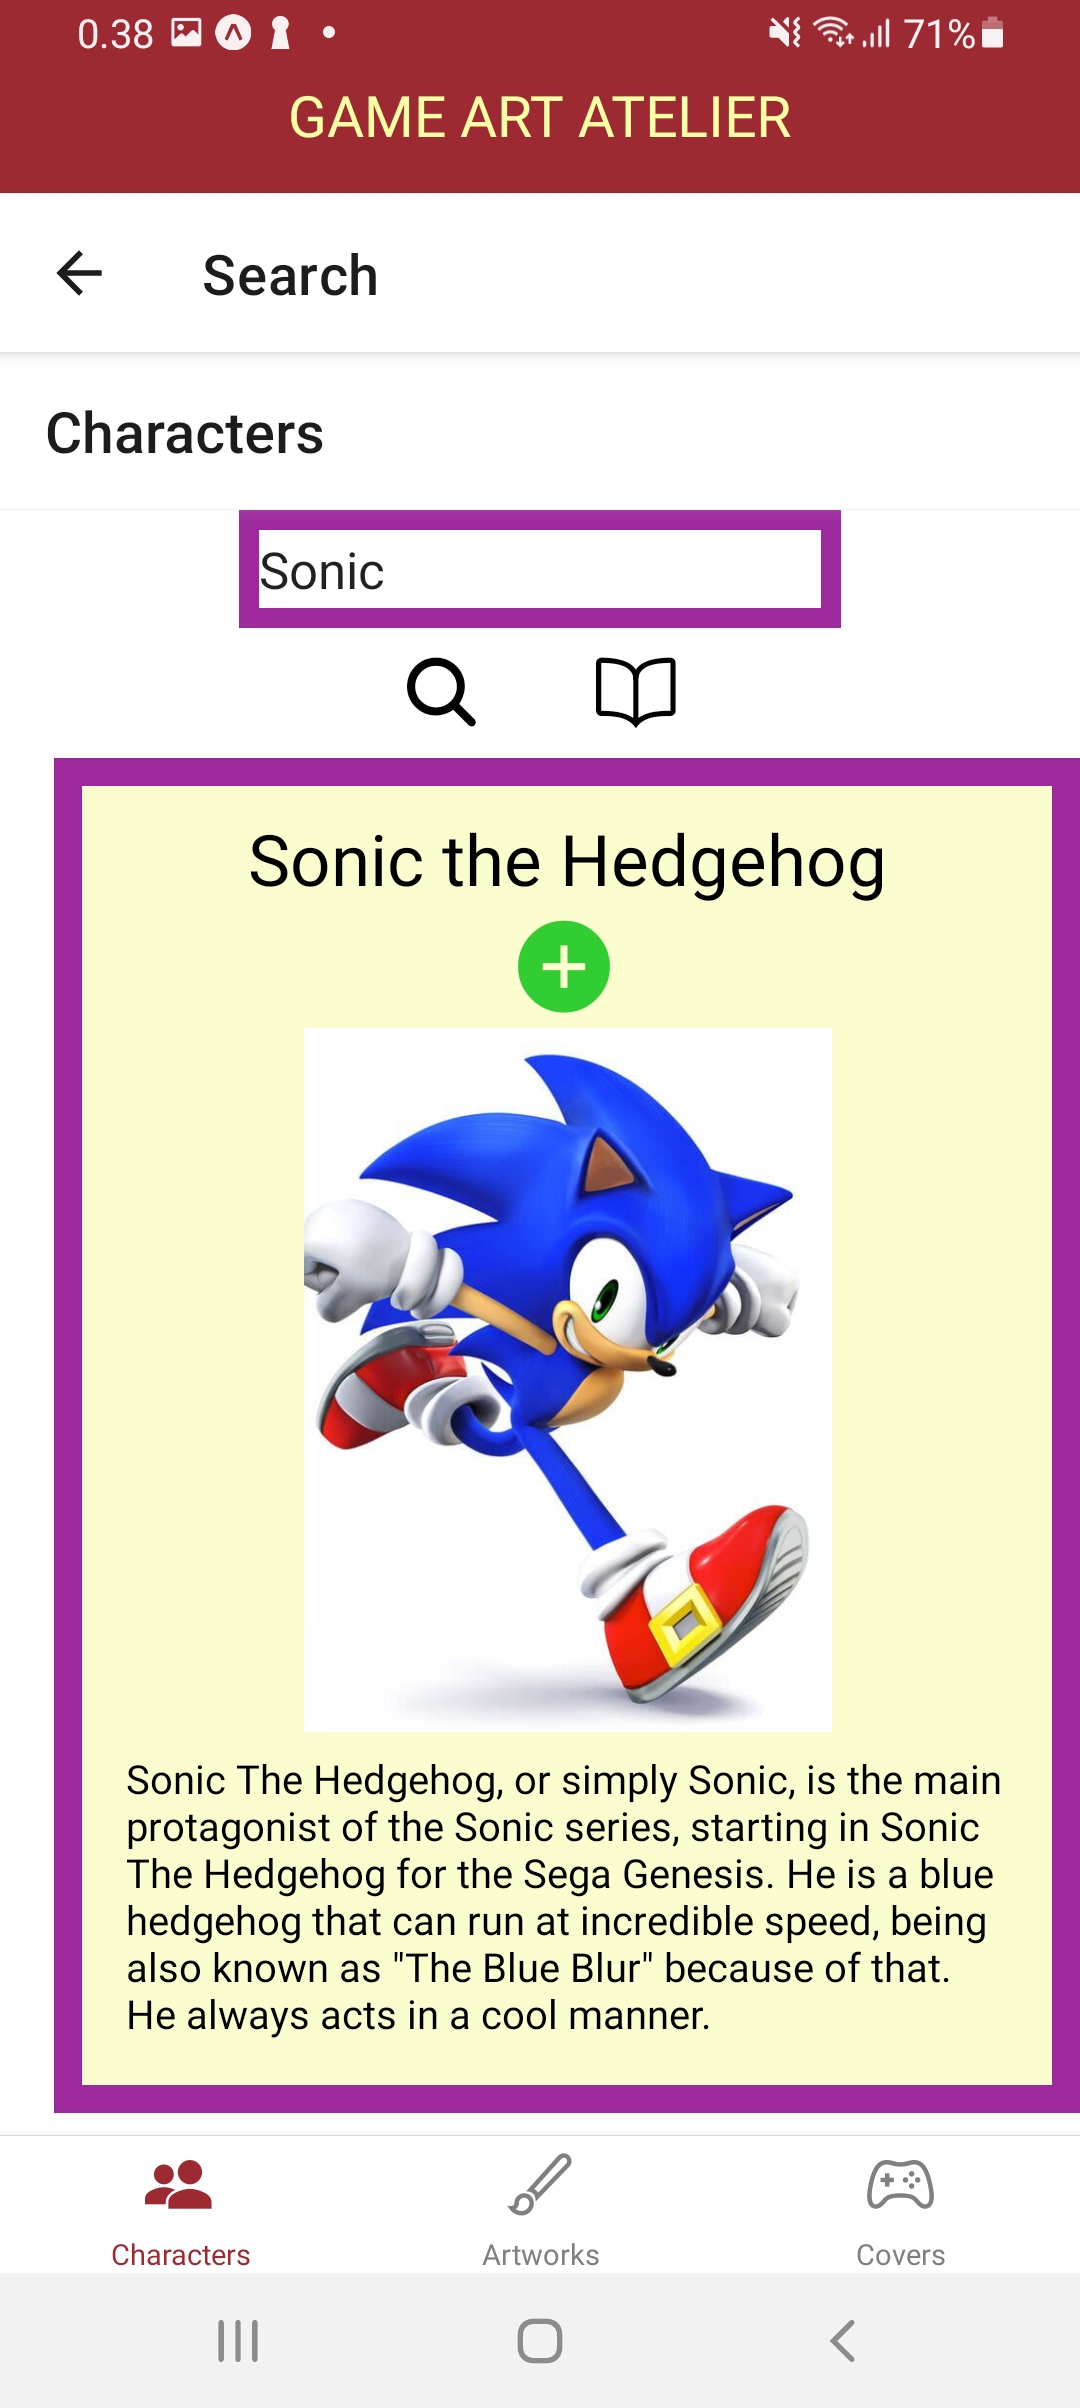 0.38
71%
GAME ART ATELIER
Search
Characters
Sonic
Sonic the Hedgehog
Sonic The Hedgehog, or simply Sonic, is the main
protagonist of the Sonic series, starting in Sonic
The Hedgehog for the Sega Genesis. He is a blue
hedgehog that can run at incredible speed, being
also known as "The Blue Blur" because of that.
He always acts in a cool manner.
Characters
Artworks
Covers